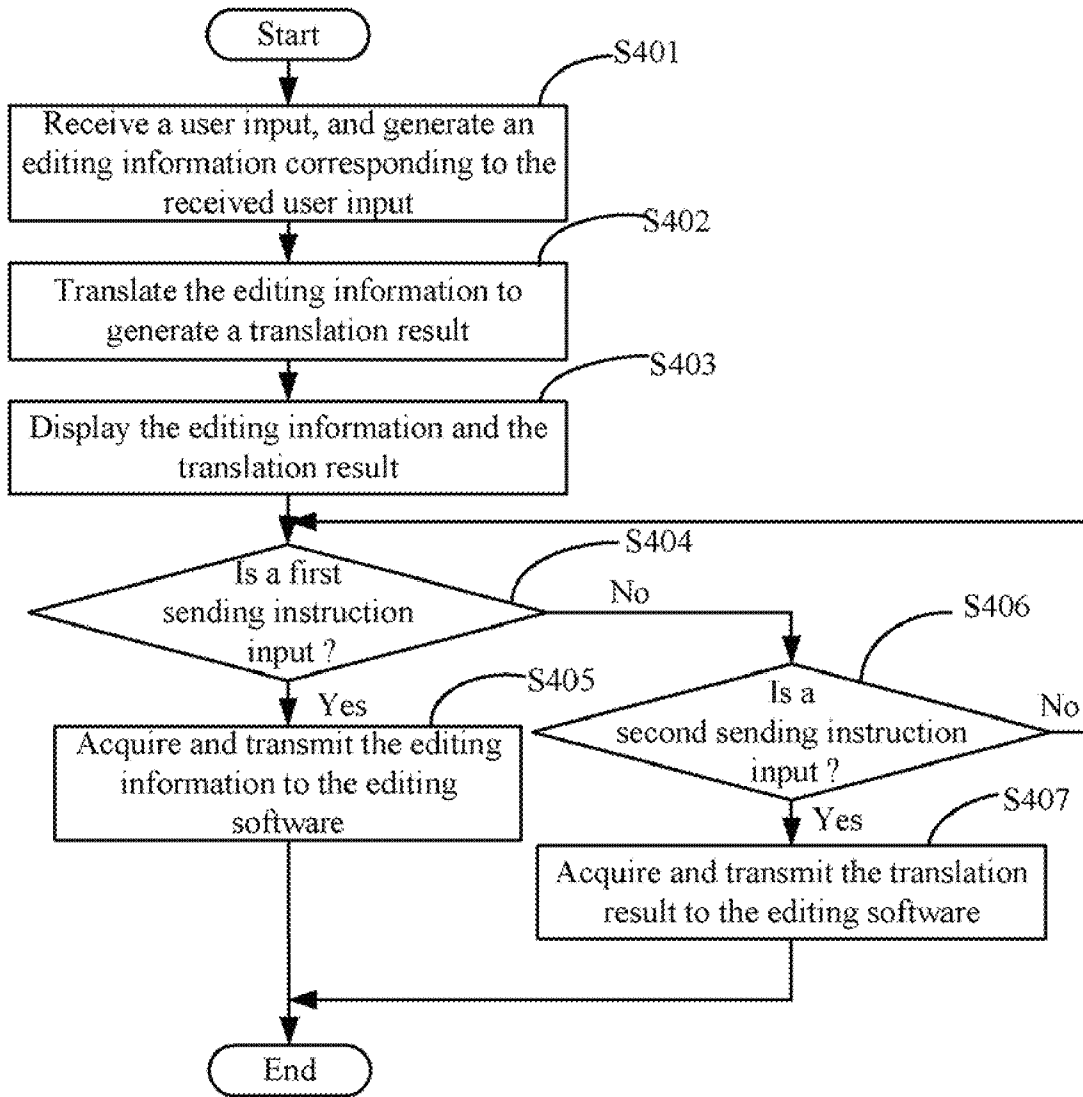 Start
S401
Receive a user input, and generate an
editing information corresponding to the
received user input
S402
Translate the editing information to
generate a translation result
S403
Display the editing information and the
translation result
S404
Is a first
sending instruction
input ?
No
S406
Yes
S405
Is a
second sending instruction
input ?
No
Acquire and transmit the editing
information to the editing
software
Yes
S407
Acquire and transmit the translation
result to the editing software
End